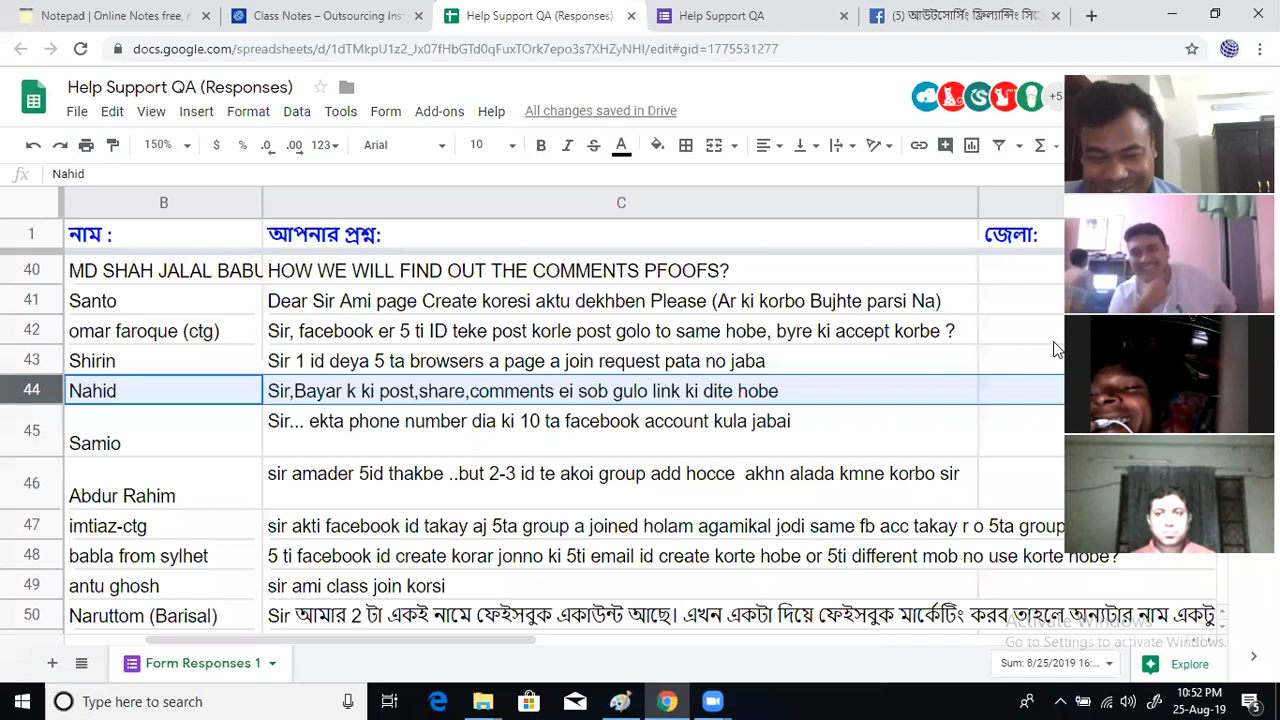 Notepad | Online Notes free, n
Class Notes – Outsourcing Inst
Help Support QA (Responses)
Help Support QA
(5) আউটসোর্সিং ফ্রিল্যান্সিং সি
docs.google.com/spreadsheets/d/1dTMkpU1z2_Jx07fHbGTd0qFuxTOrk7epo3s7XHZyNHI/edit#gid=1775531277
Help Support QA (Responses)
File Edit View Insert Format Data Tools Form Add-ons Help All changes saved in Drive
+5
150% $ % .0 .00 123 Arial 10 B I S A
fx Nahid
B C
1 নাম : আপনার প্রশ্ন: জেলা:
40 MD SHAH JALAL BABU HOW WE WILL FIND OUT THE COMMENTS PFOOFS?
41 Santo Dear Sir Ami page Create koresi aktu dekhben Please (Ar ki korbo Bujhte parsi Na)
42 omar faroque (ctg) Sir, facebook er 5 ti ID teke post korle post golo to same hobe, byre ki accept korbe ?
43 Shirin Sir 1 id deya 5 ta browsers a page a join request pata no jaba
44 Nahid Sir,Bayar k ki post,share,comments ei sob gulo link ki dite hobe
45 Samio Sir... ekta phone number dia ki 10 ta facebook account kula jabai
46 Abdur Rahim sir amader 5id thakbe ..but 2-3 id te akoi group add hocce akhn alada kmne korbo sir
47 imtiaz-ctg sir akti facebook id takay aj 5ta group a joined holam agamikal jodi same fb acc takay r o 5ta group
48 babla from sylhet 5 ti facebook id create korar jonno ki 5ti email id create korte hobe or 5ti different mob no use korte hobe?
49 antu ghosh sir ami class join korsi
50 Naruttom (Barisal) Sir আমার 2 টা একই নামে ফেইসবুক একাউন্ট আছে। এখন একটা দিয়ে ফেইসবুক মার্কেটিং করব তাহলে অন্যটার নাম একটু
Activate Windows
Go to Settings to activate Windows.
Form Responses 1
Sum: 8/25/2019 16:...
Explore
Type here to search
10:52 PM
25-Aug-19
5